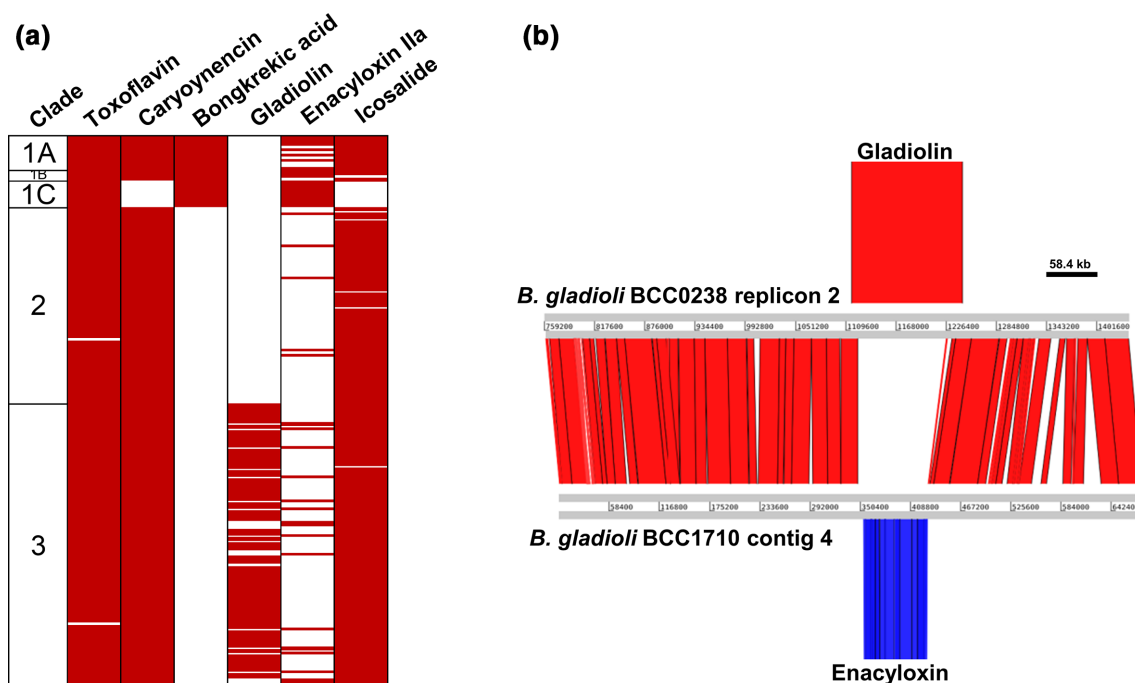 (a)
Clade
Toxoflavin
Caryoynencin
Bongkrekic acid
Gladiolin
Enacyloxin IIa
Icosalide
1A
1B
1C
2
3
(b)
Gladiolin
58.4 kb
B. gladioli BCC0238 replicon 2
759200 817600 876000 934400 992800 1051200 1109600 1168000 1226400 1284800 1343200 1401600
58400 116800 175200 233600 292000 350400 408800 467200 525600 584000 642400
B. gladioli BCC1710 contig 4
Enacyloxin